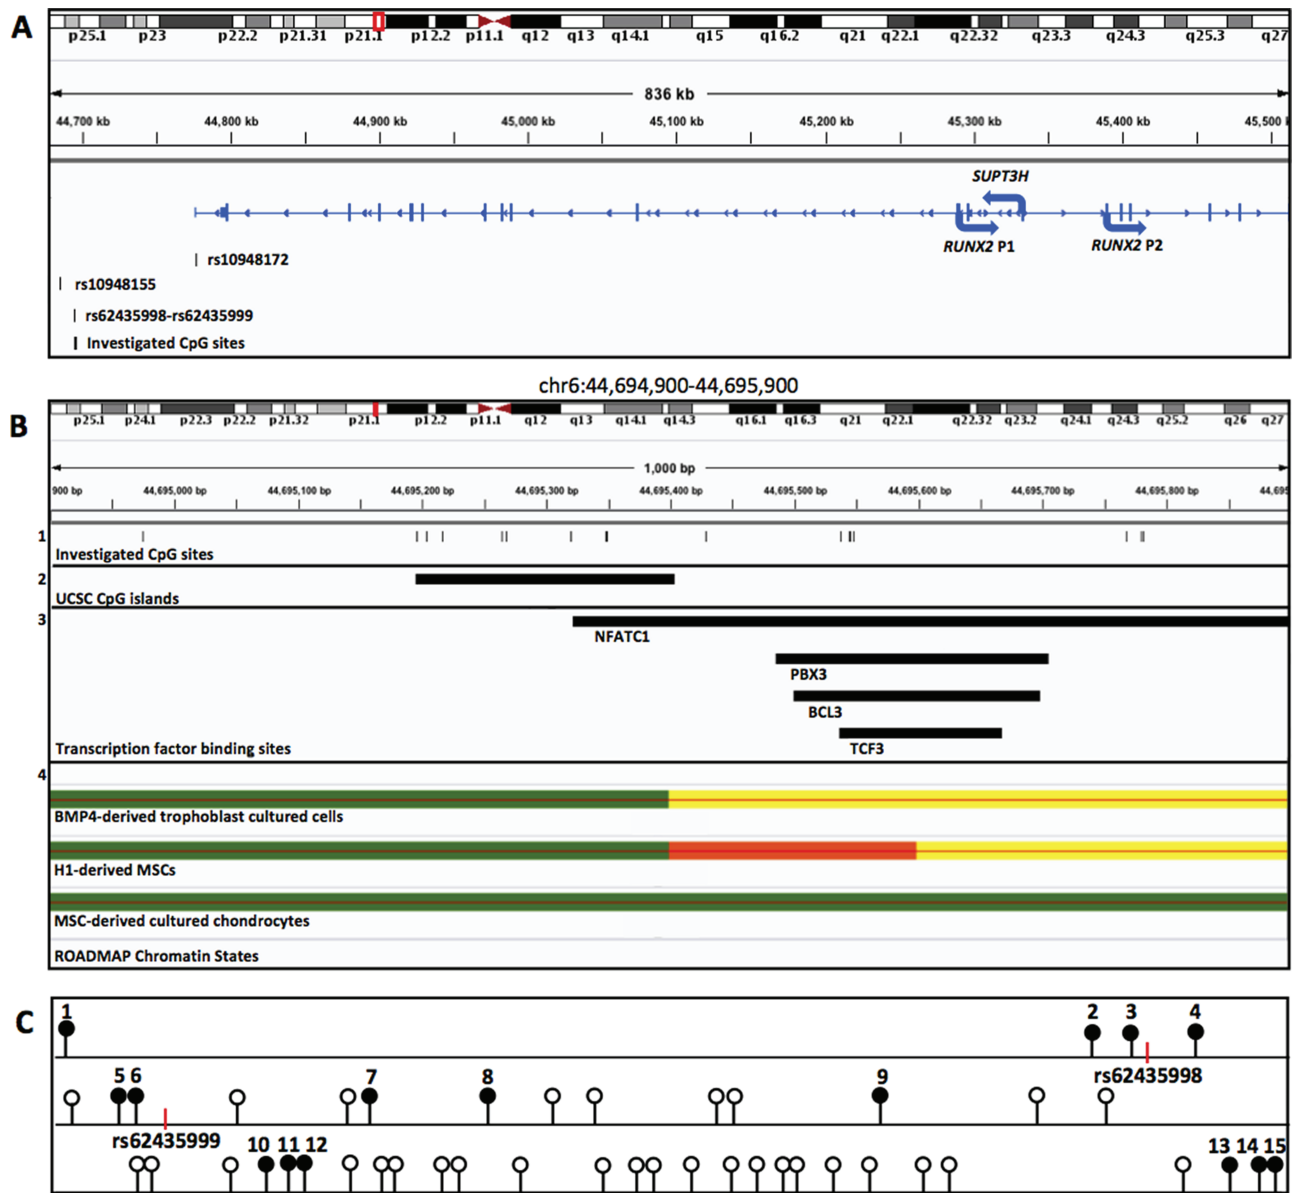 A
p25.1 p23 p22.2 p21.31 p21.1 p12.2 p11.1 q12 q13 q14.1 q15 q16.2 q21 q22.1 q22.32 q23.3 q24.3 q25.3 q27
836 kb
44,700 kb 44,800 kb 44,900 kb 45,000 kb 45,100 kb 45,200 kb 45,300 kb 45,400 kb 45,500 k
SUPT3H
RUNX2 P1 RUNX2 P2
rs10948172
rs10948155
rs62435998-rs62435999
Investigated CpG sites
chr6:44,694,900-44,695,900
B
p25.1 p24.1 p22.3 p22.2 p21.32 p21.1 p12.2 p11.1 q12 q13 q14.1 q14.3 q16.1 q16.3 q21 q22.1 q22.32 q23.2 q24.1 q24.3 q25.2 q26 q27
1,000 bp
900 bp 44,695,000 bp 44,695,100 bp 44,695,200 bp 44,695,300 bp 44,695,400 bp 44,695,500 bp 44,695,600 bp 44,695,700 bp 44,695,800 bp 44,695
1
Investigated CpG sites
2
UCSC CpG islands
3
NFATC1
PBX3
BCL3
TCF3
Transcription factor binding sites
4
BMP4-derived trophoblast cultured cells
H1-derived MSCs
MSC-derived cultured chondrocytes
ROADMAP Chromatin States
C
1 2 3 4
rs62435998
5 6 7 8 9
rs62435999
10 11 12 13 14 15